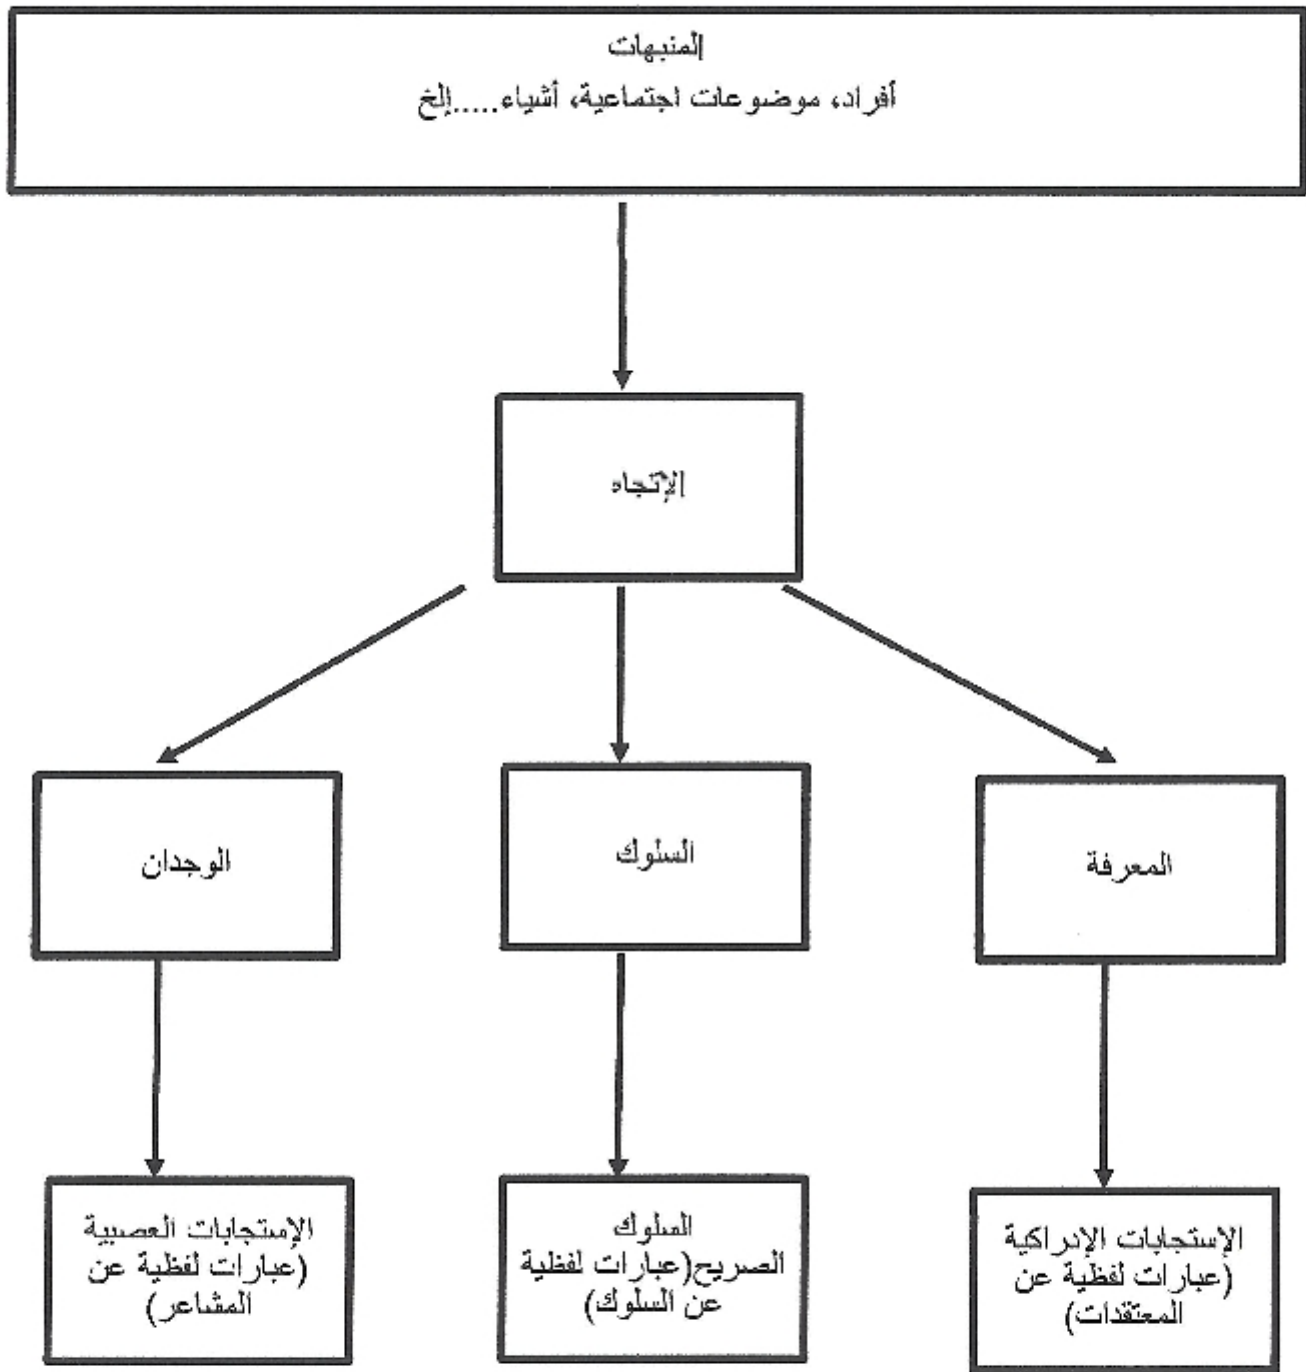 المنبهات
أفراد، موضوعات اجتماعية، أشياء.....إلخ
الإتجاه
المعرفة
السلوك
الوجدان
الإستجابات الإدراكية
(عبارات لفظية عن
المعتقدات)
السلوك
الصريح(عبارات لفظية
عن السلوك)
الإستجابات العصبية
(عبارات لفظية عن
المشاعر)